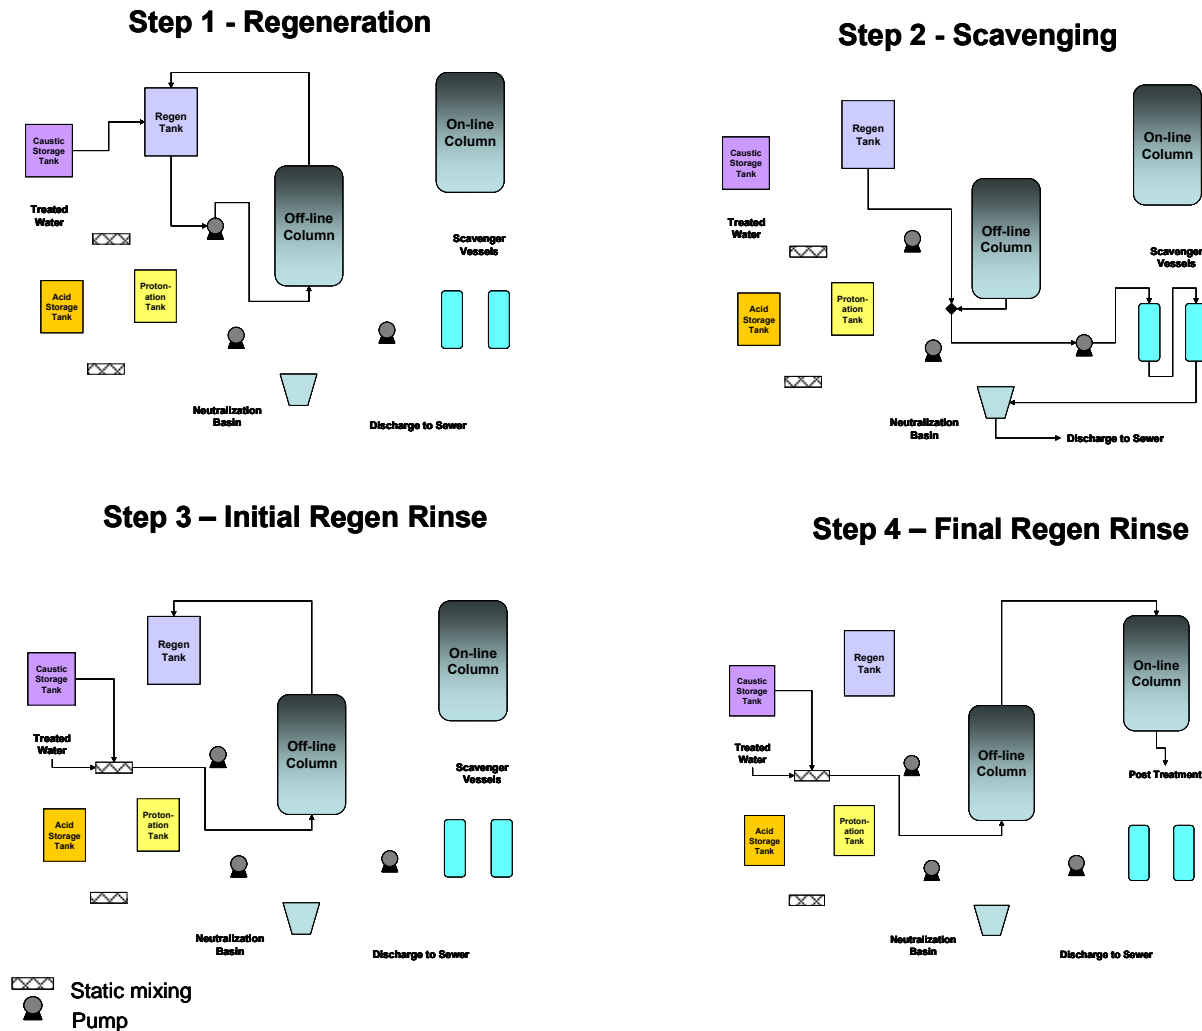 Step 1 - Regeneration
Regen
Tank
Caustic
Storage
Tank
On-line
Column
Treated
Water
Off-line
Column
Scavenger
Vessels
Acid
Storage
Tank
Proton-
ation
Tank
Neutralization
Basin
Discharge to Sewer
Step 2 - Scavenging
Regen
Tank
Caustic
Storage
Tank
On-line
Column
Treated
Water
Off-line
Column
Scavenger
Vessels
Acid
Storage
Tank
Proton-
ation
Tank
Neutralization
Basin
Discharge to Sewer
Step 3 – Initial Regen Rinse
Regen
Tank
Caustic
Storage
Tank
On-line
Column
Treated
Water
Off-line
Column
Scavenger
Vessels
Acid
Storage
Tank
Proton-
ation
Tank
Neutralization
Basin
Discharge to Sewer
Step 4 – Final Regen Rinse
Regen
Tank
Caustic
Storage
Tank
On-line
Column
Treated
Water
Off-line
Column
Post Treatment
Acid
Storage
Tank
Proton-
ation
Tank
Neutralization
Basin
Discharge to Sewer
Static mixing
Pump